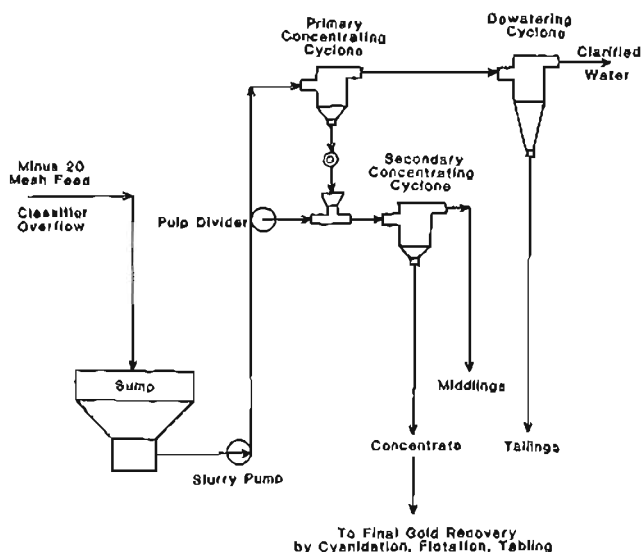 Primary
Concentrating
Cyclone
Dewatering
Cyclone
Clarified
Water
Minus 20
Mesh Feed
Classifier
Overflow
Secondary
Concentrating
Cyclone
Pulp Divider
Sump
Middlings
Slurry Pump
Concentrate
Tailings
To Final Gold Recovery
by Cyanidation, Flotation, Tabling